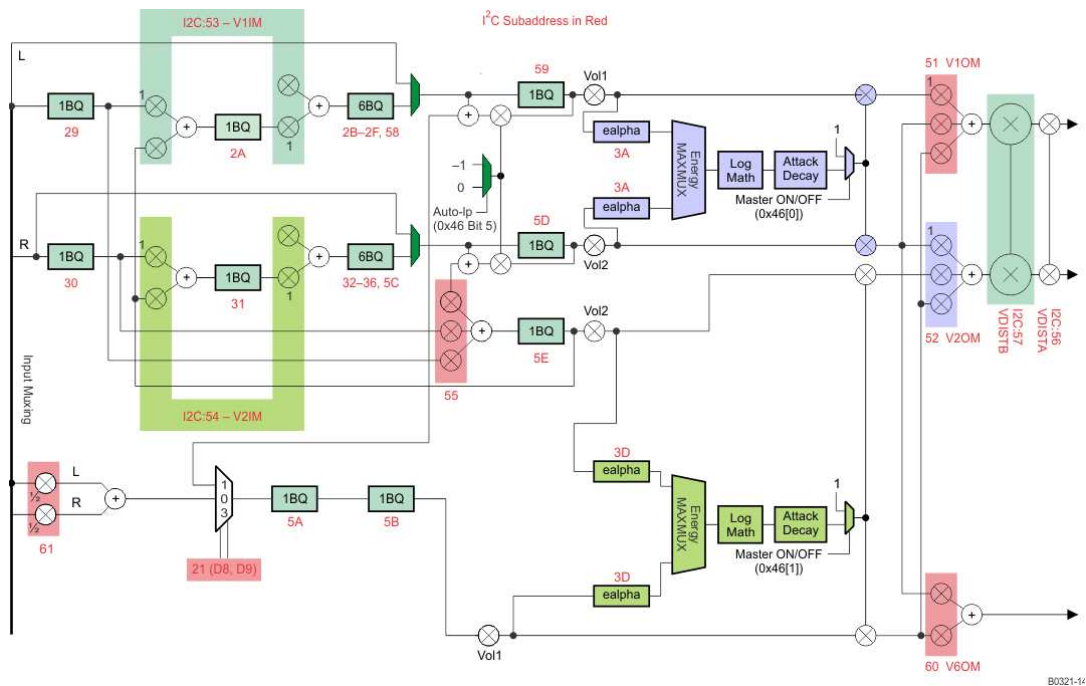 I2C:53 – V1IM
I²C Subaddress in Red
L
1BQ
29
1
1BQ
2A
1
6BQ
2B–2F, 58
59
1BQ
Vol1
51 V1OM
1
ealpha
3A
Energy
MAXMUX
Log
Math
Attack
Decay
1
Master ON/OFF
(0x46[0])
–1
0
Auto-lp
(0x46 Bit 5)
3A
ealpha
R
1BQ
30
1
1BQ
31
1
6BQ
32–36, 5C
5D
1BQ
Vol2
1
52 V2OM
I2C:57
VDISTB
I2C:56
VDISTA
55
1BQ
5E
Vol2
Input Muxing
I2C:54 – V2IM
L
½
R
½
61
1
0
3
21 (D8, D9)
1BQ
5A
1BQ
5B
3D
ealpha
Energy
MAXMUX
Log
Math
Attack
Decay
1
Master ON/OFF
(0x46[1])
3D
ealpha
Vol1
60 V6OM
B0321-14